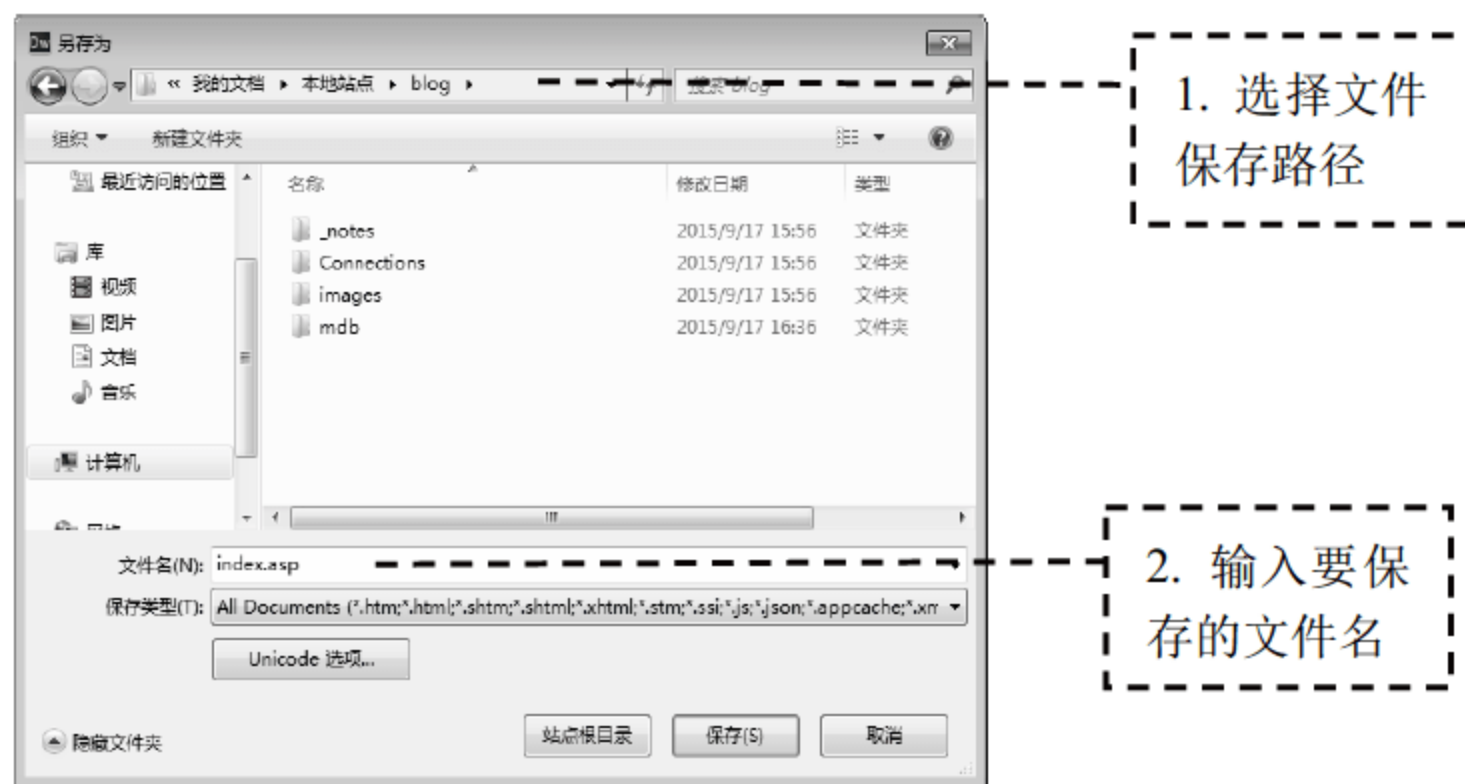 Dw 另存为
« 我的文档 ▸ 本地站点 ▸ blog ▸ 搜索 blog
组织 新建文件夹
最近访问的位置
库
视频
图片
文档
音乐
计算机
名称 修改日期 类型
_notes 2015/9/17 15:56 文件夹
Connections 2015/9/17 15:56 文件夹
images 2015/9/17 15:56 文件夹
mdb 2015/9/17 16:36 文件夹
文件名(N): index.asp
保存类型(T): All Documents (*.htm;*.html;*.shtm;*.shtml;*.xhtml;*.stm;*.ssi;*.js;*.json;*.appcache;*.xm
Unicode 选项...
隐藏文件夹 站点根目录 保存(S) 取消
1. 选择文件
保存路径
2. 输入要保
存的文件名